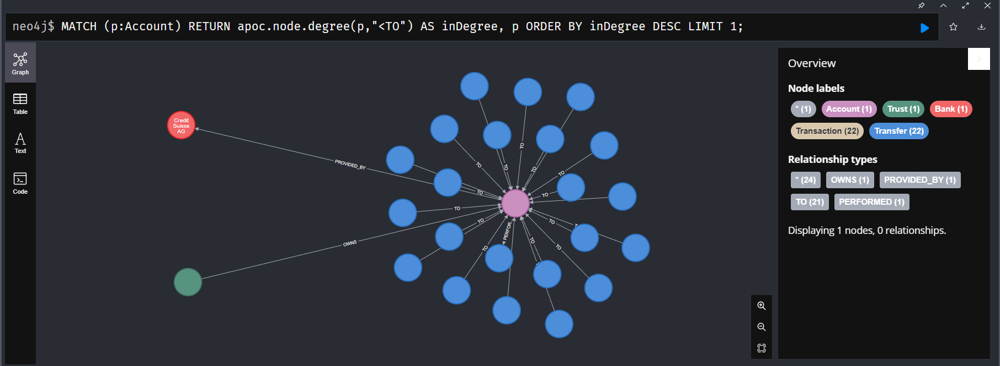 neo4j$ MATCH (p:Account) RETURN apoc.node.degree(p,"<TO") AS inDegree, p ORDER BY inDegree DESC LIMIT 1;
Graph
Table
Text
Code
Credit
Suisse
AG
PROVIDED_BY
OWNS
TO
TO
TO
TO
TO
TO
TO
TO
TO
TO
TO
TO
TO
TO
PERFOR...
Overview
Node labels
* (1) Account (1) Trust (1) Bank (1)
Transaction (22) Transfer (22)
Relationship types
* (24) OWNS (1) PROVIDED_BY (1)
TO (21) PERFORMED (1)
Displaying 1 nodes, 0 relationships.